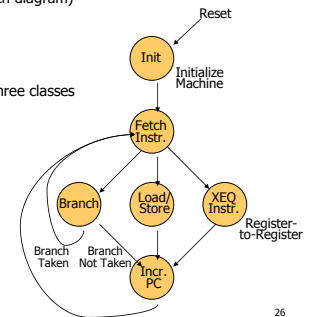 ch diagram)
Reset
Init
Initialize
Machine
hree classes
Fetch
Instr.
Branch
Load/
Store
XEQ
Instr.
Register-
to-Register
Branch
Taken
Branch
Not Taken
Incr.
PC
26